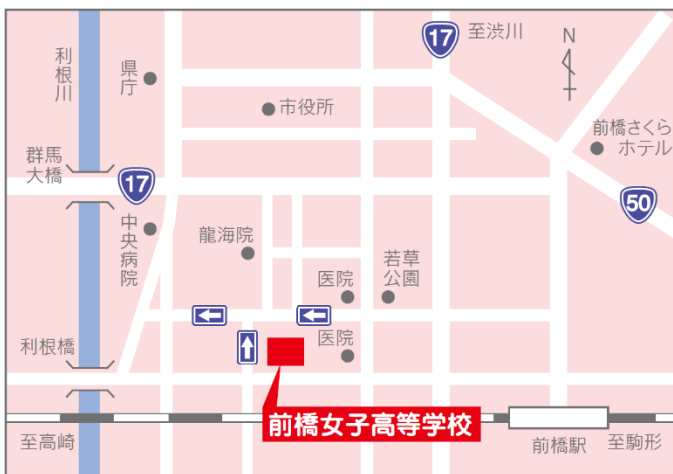 17
至渋川
N
利根川
県庁
市役所
前橋さくら
ホテル
群馬
大橋
17
50
中央病院
龍海院
若草
公園
医院
利根橋
医院
前橋女子高等学校
至高崎
前橋駅
至駒形